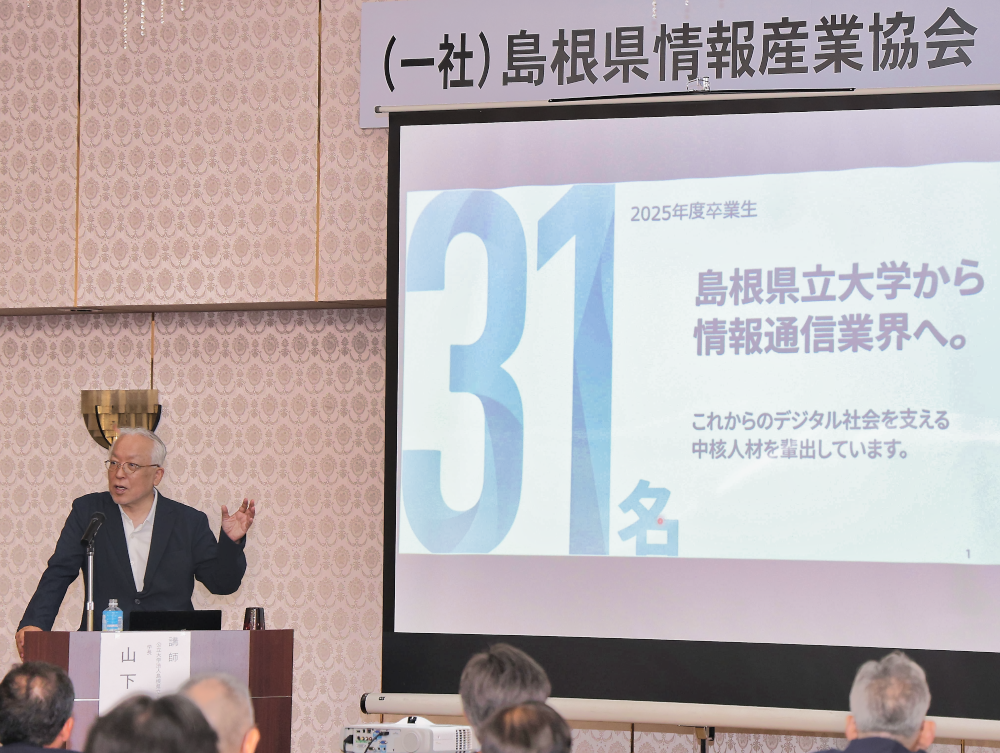 (一社)島根県情報産業協会
31名
2025年度卒業生
島根県立大学から
情報通信業界へ。
これからのデジタル社会を支える
中核人材を輩出しています。
1
講師
山下